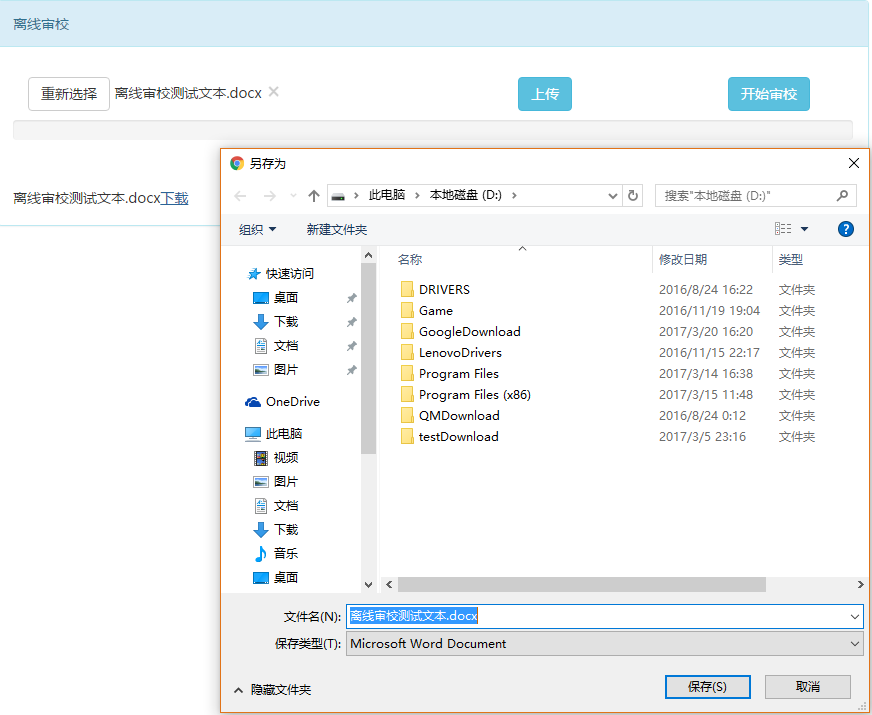 离线审校
重新选择 离线审校测试文本.docx × 上传 开始审校
离线审校测试文本.docx下载
另存为
此电脑 > 本地磁盘 (D:) > 搜索"本地磁盘 (D:)"
组织 新建文件夹
名称 修改日期 类型
快速访问
桌面
下载
文档
图片
OneDrive
此电脑
视频
图片
文档
下载
音乐
桌面
DRIVERS 2016/8/24 16:22 文件夹
Game 2016/11/19 19:04 文件夹
GoogleDownload 2017/3/20 16:20 文件夹
LenovoDrivers 2016/11/15 22:17 文件夹
Program Files 2017/3/14 16:38 文件夹
Program Files (x86) 2017/3/15 11:48 文件夹
QMDownload 2016/8/24 0:12 文件夹
testDownload 2017/3/5 23:16 文件夹
文件名(N): 离线审校测试文本.docx
保存类型(T): Microsoft Word Document
隐藏文件夹 保存(S) 取消